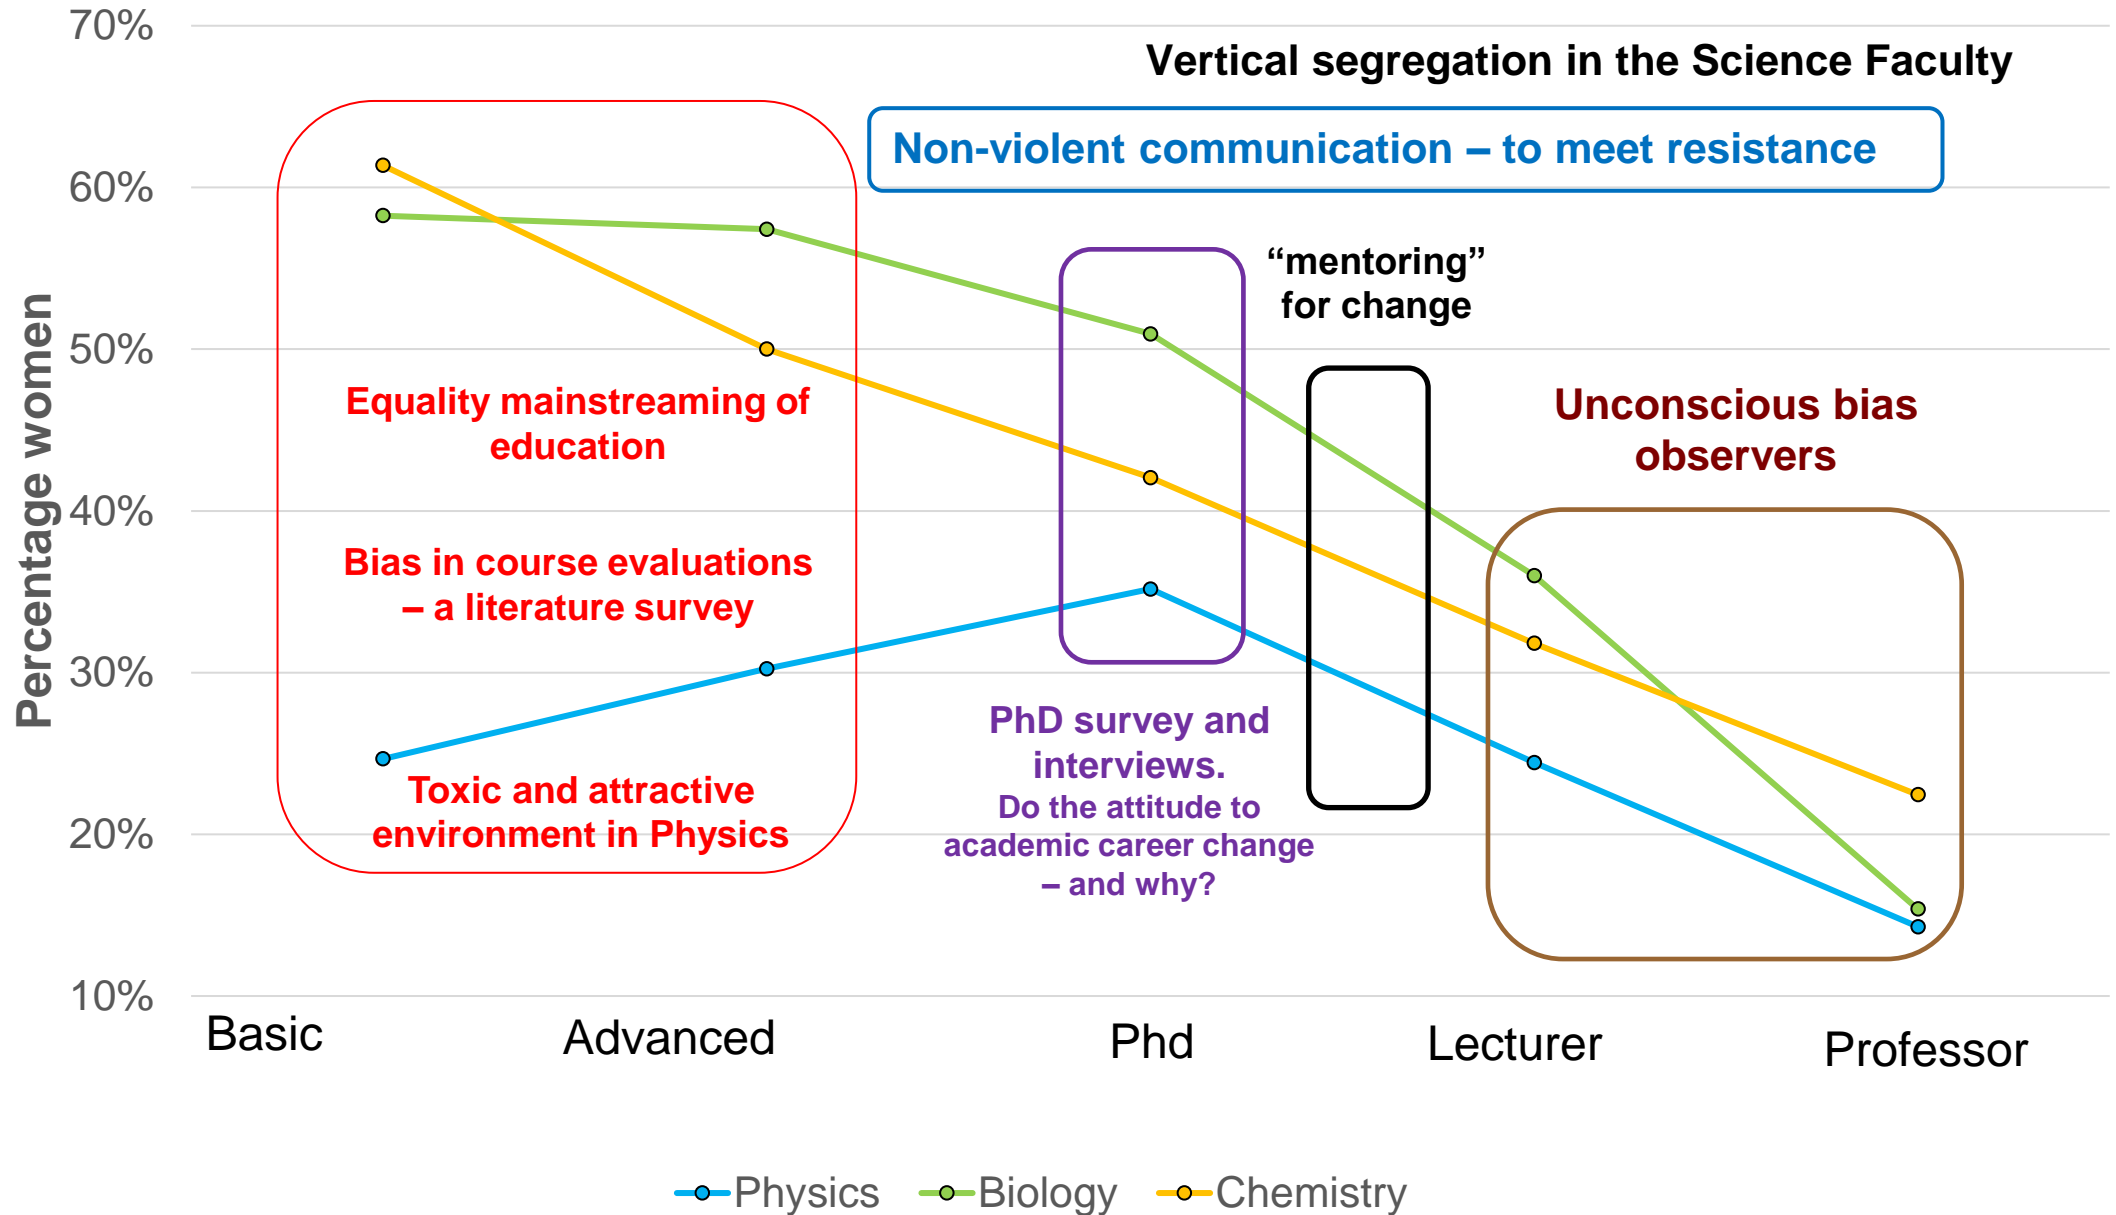 70%
Vertical segregation in the Science Faculty
Non-violent communication – to meet resistance
60%
“mentoring”
for change
50%
Equality mainstreaming of
education
Unconscious bias
observers
Percentage women
40%
Bias in course evaluations
– a literature survey
30%
PhD survey and
interviews.
Do the attitude to
academic career change
– and why?
Toxic and attractive
environment in Physics
20%
10%
Basic
Advanced
Phd
Lecturer
Professor
Physics
Biology
Chemistry